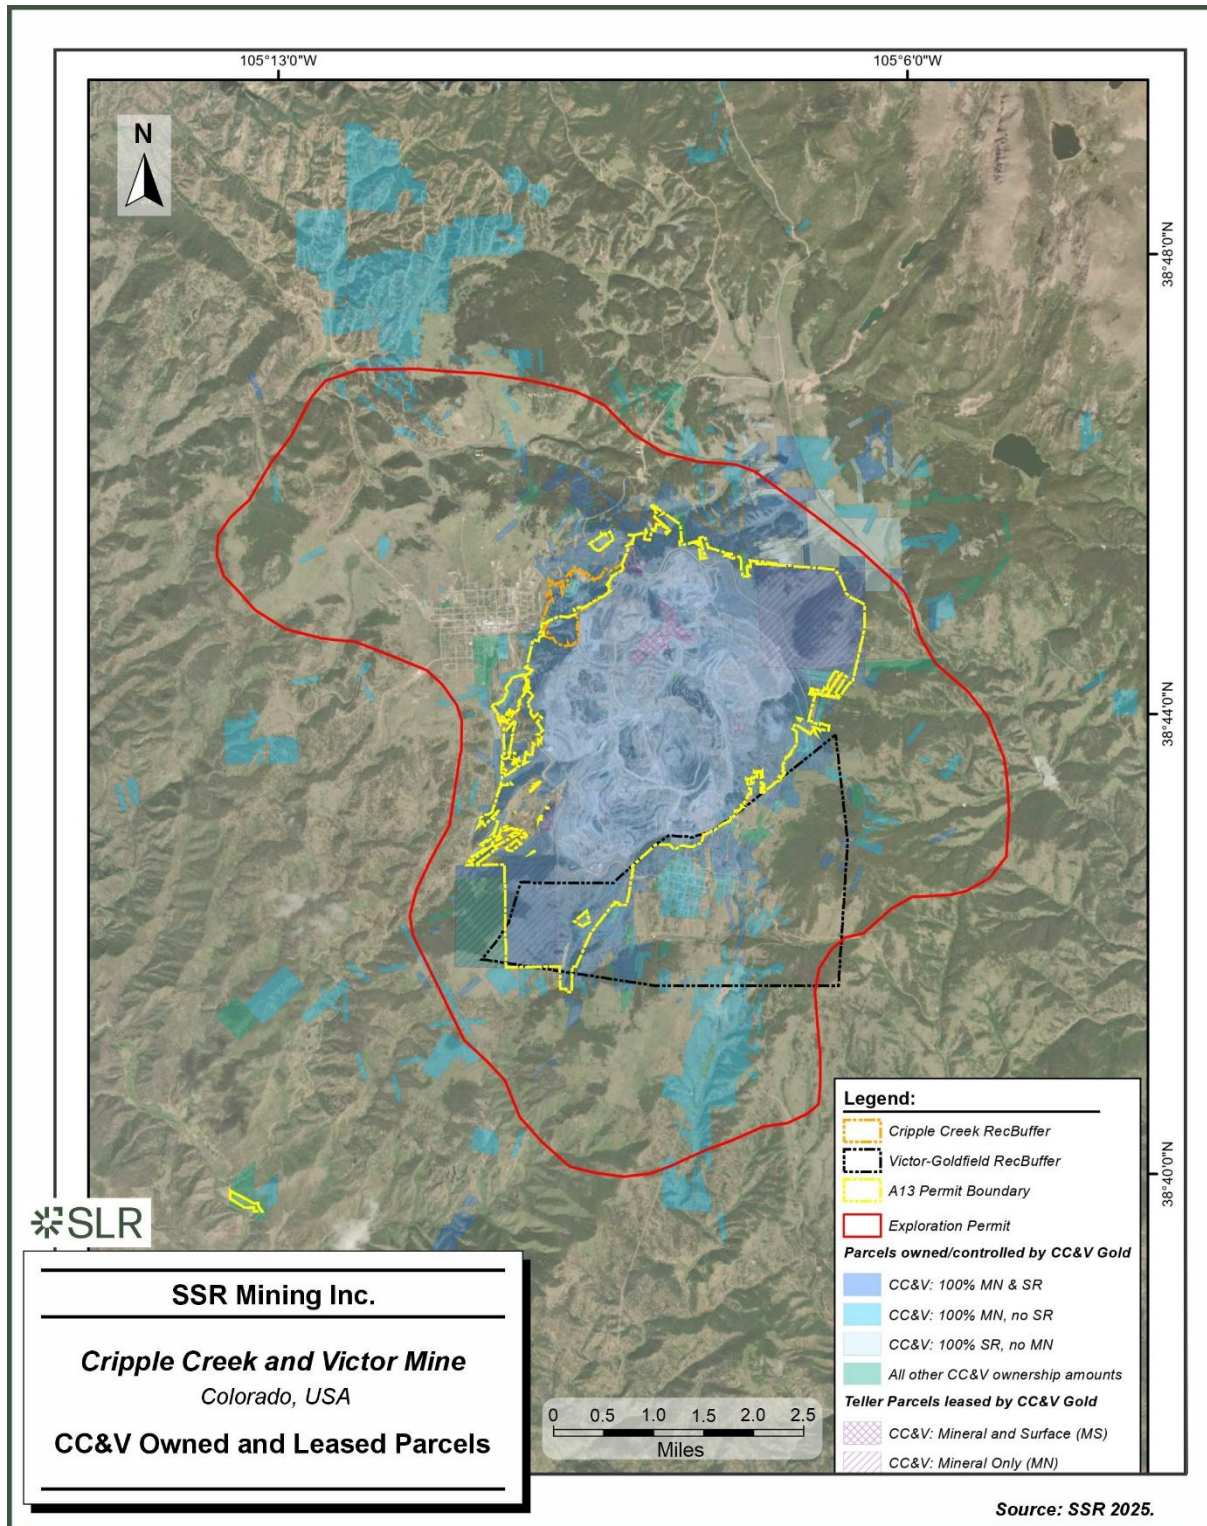 105°13'0"W
105°6'0"W
N
38°48'0"N
38°44'0"N
38°40'0"N
Legend:
Cripple Creek RecBuffer
Victor-Goldfield RecBuffer
A13 Permit Boundary
Exploration Permit
Parcels owned/controlled by CC&V Gold
CC&V: 100% MN & SR
CC&V: 100% MN, no SR
CC&V: 100% SR, no MN
All other CC&V ownership amounts
Teller Parcels leased by CC&V Gold
CC&V: Mineral and Surface (MS)
CC&V: Mineral Only (MN)
SLR
SSR Mining Inc.
Cripple Creek and Victor Mine
Colorado, USA
CC&V Owned and Leased Parcels
0 0.5 1.0 1.5 2.0 2.5
Miles
Source: SSR 2025.